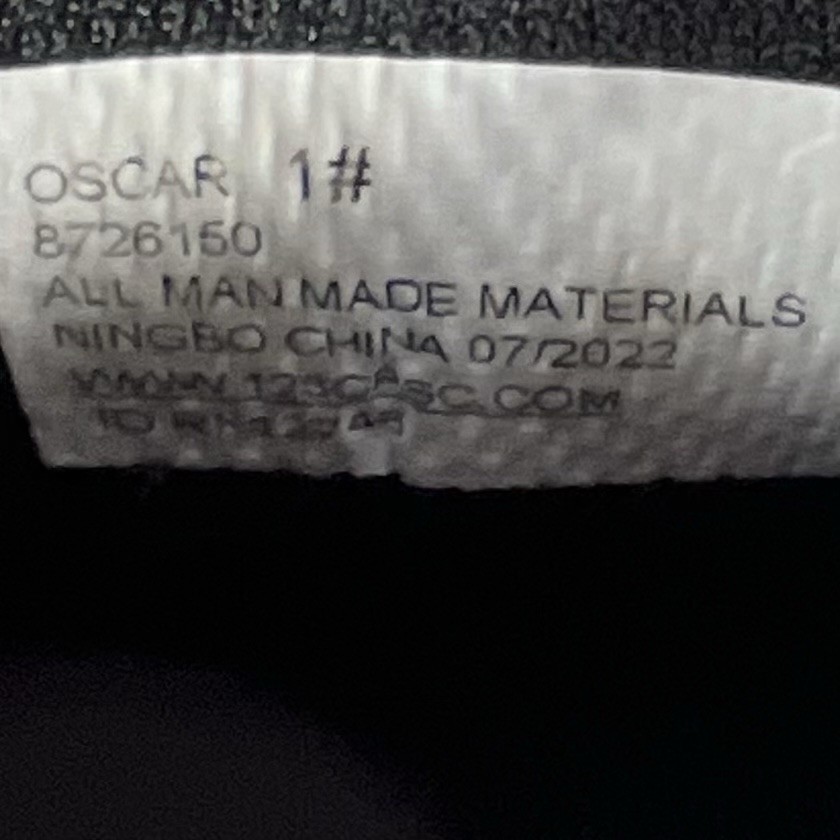 OSCAR 1#
8726150
ALL MAN MADE MATERIALS
NINGBO CHINA 07/2022